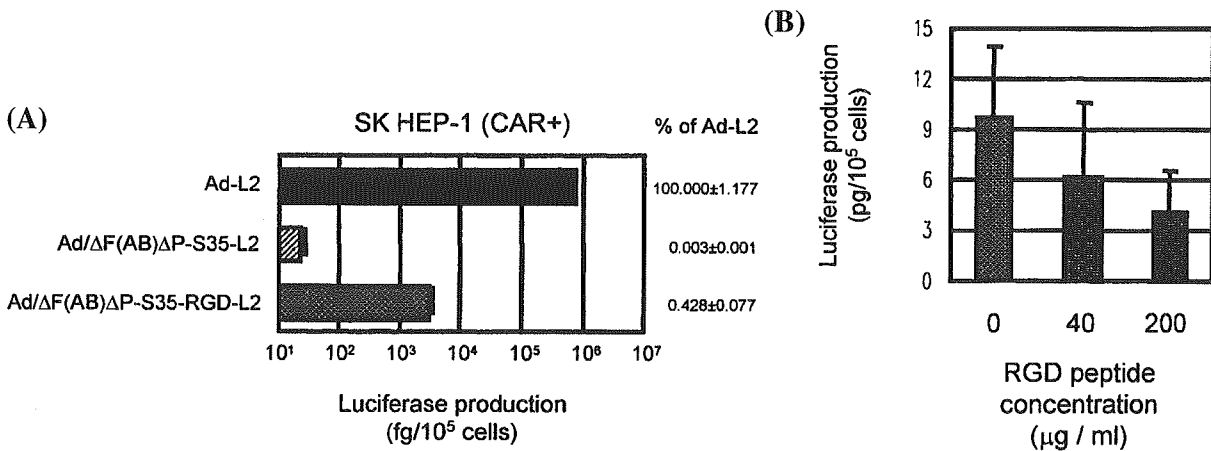 (A)
SK HEP-1 (CAR+)
% of Ad-L2
Ad-L2
100.000±1.177
Ad/ΔF(AB)ΔP-S35-L2
0.003±0.001
Ad/ΔF(AB)ΔP-S35-RGD-L2
0.428±0.077
10¹ 10² 10³ 10⁴ 10⁵ 10⁶ 10⁷
Luciferase production
(fg/10⁵ cells)
(B)
Luciferase production
(pg/10⁵ cells)
15
12
9
6
3
0
0 40 200
RGD peptide
concentration
(μg / ml)